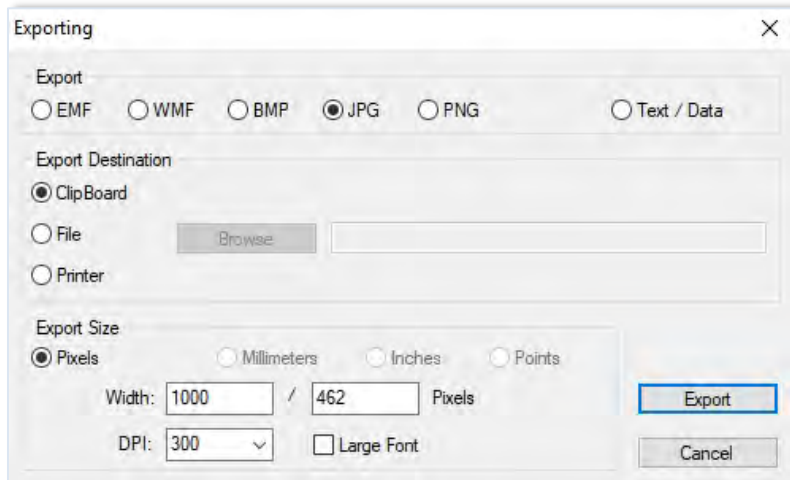 Exporting
Export
EMF WMF BMP JPG PNG Text / Data
Export Destination
ClipBoard
File Browse
Printer
Export Size
Pixels Millimeters Inches Points
Width: 1000 / 462 Pixels Export
DPI: 300 Large Font Cancel